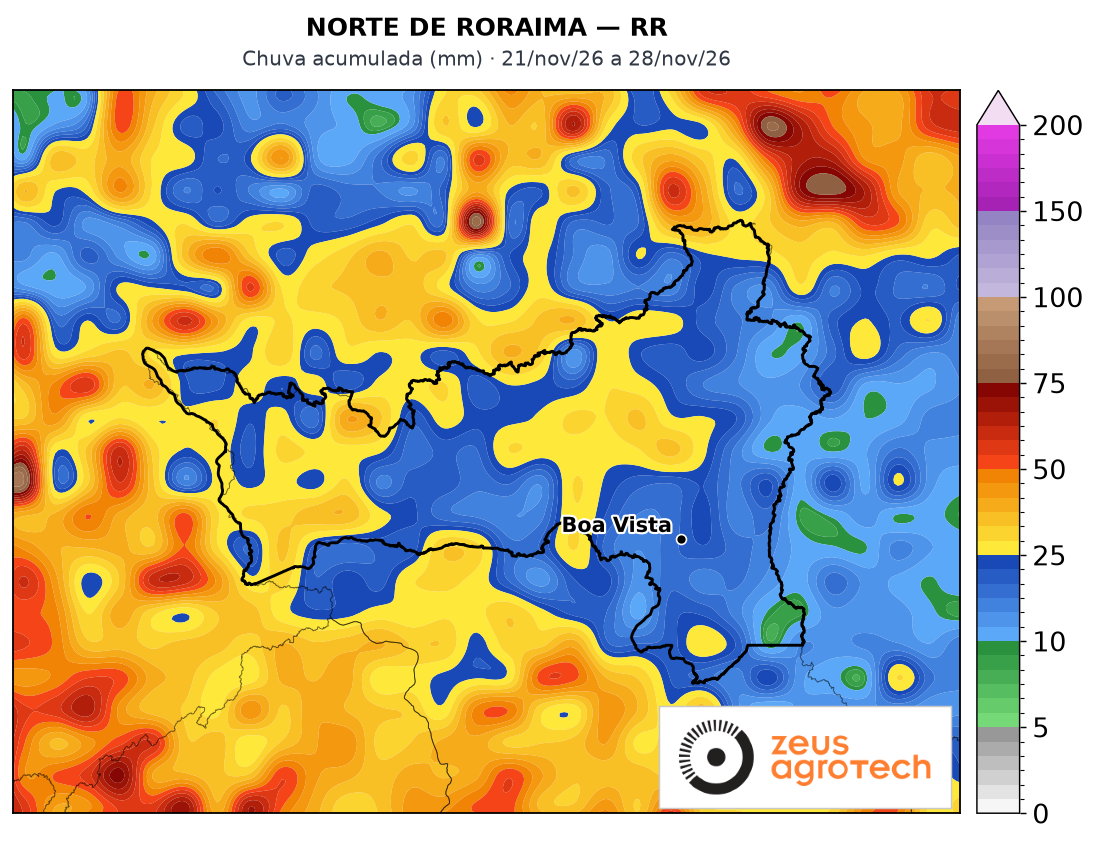 NORTE DE RORAIMA — RR
Chuva acumulada (mm) · 21/nov/26 a 28/nov/26
200
150
100
75
50
25
10
5
0
Boa Vista
zeus
agrotech